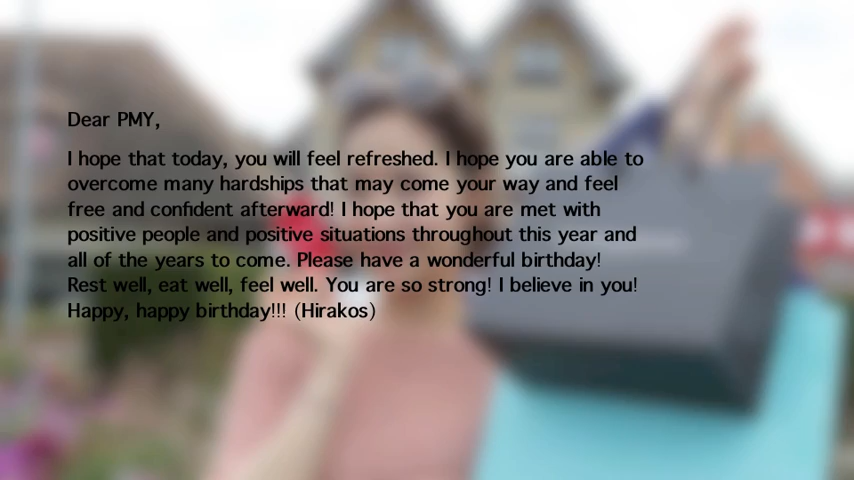 Dear PMY,
I hope that today, you will feel refreshed. I hope you are able to
overcome many hardships that may come your way and feel
free and confident afterward! I hope that you are met with
positive people and positive situations throughout this year and
all of the years to come. Please have a wonderful birthday!
Rest well, eat well, feel well. You are so strong! I believe in you!
Happy, happy birthday!!! (Hirakos)